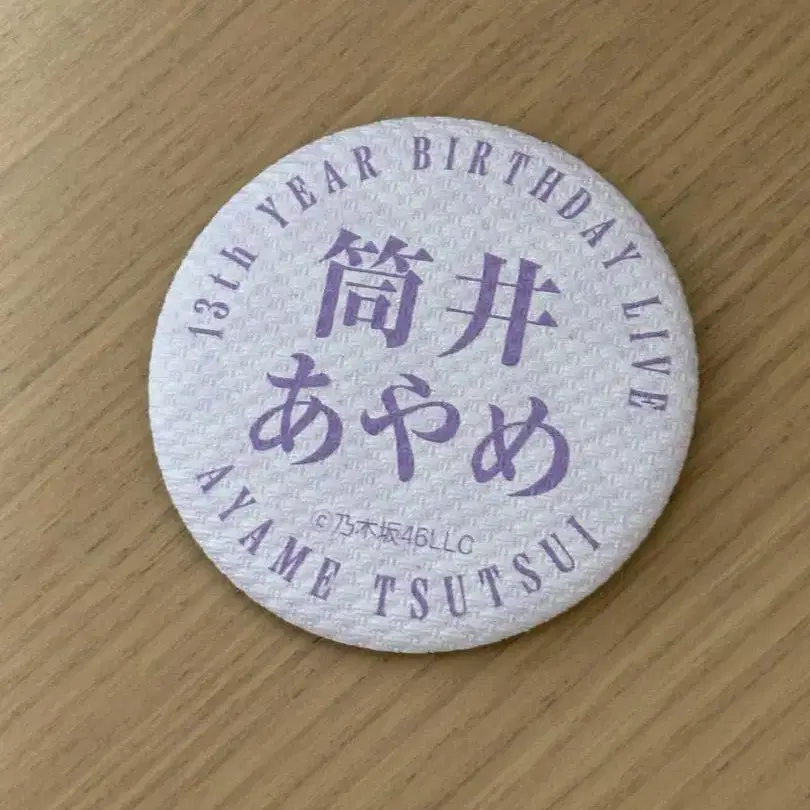 13th YEAR BIRTHDAY LIVE
筒井
あやめ
©乃木坂46LLC
AYAME TSUTSUI